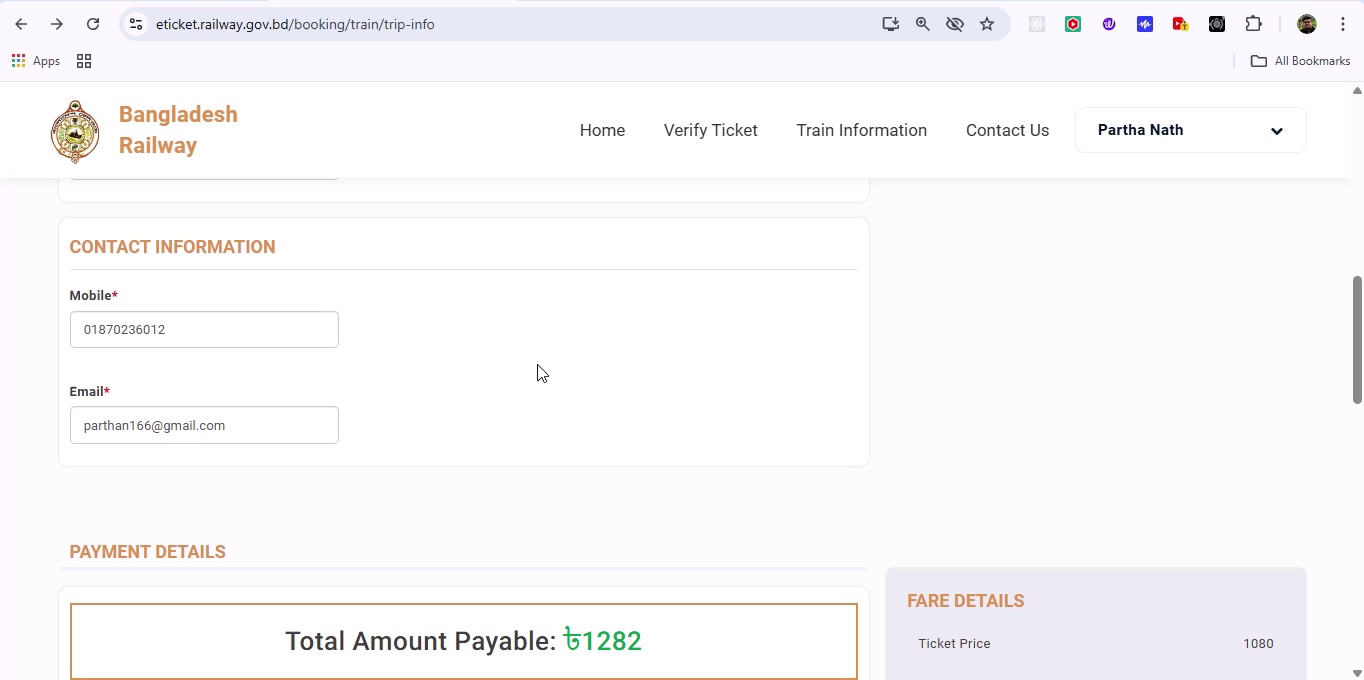 eticket.railway.gov.bd/booking/train/trip-info
Apps
All Bookmarks
Bangladesh
Railway
Home
Verify Ticket
Train Information
Contact Us
Partha Nath
CONTACT INFORMATION
Mobile*
01870236012
Email*
parthan166@gmail.com
PAYMENT DETAILS
Total Amount Payable: ৳1282
FARE DETAILS
Ticket Price 1080